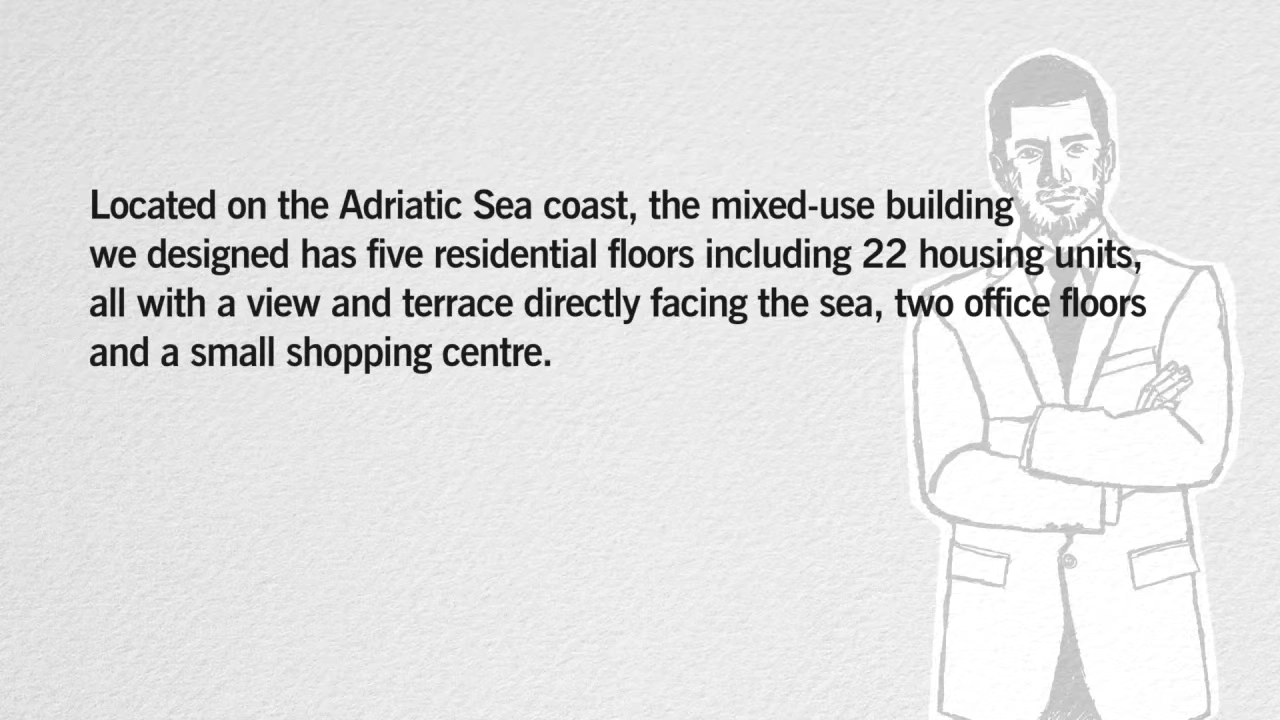 Located on the Adriatic Sea coast, the mixed-use building
we designed has five residential floors including 22 housing units,
all with a view and terrace directly facing the sea, two office floors
and a small shopping centre.